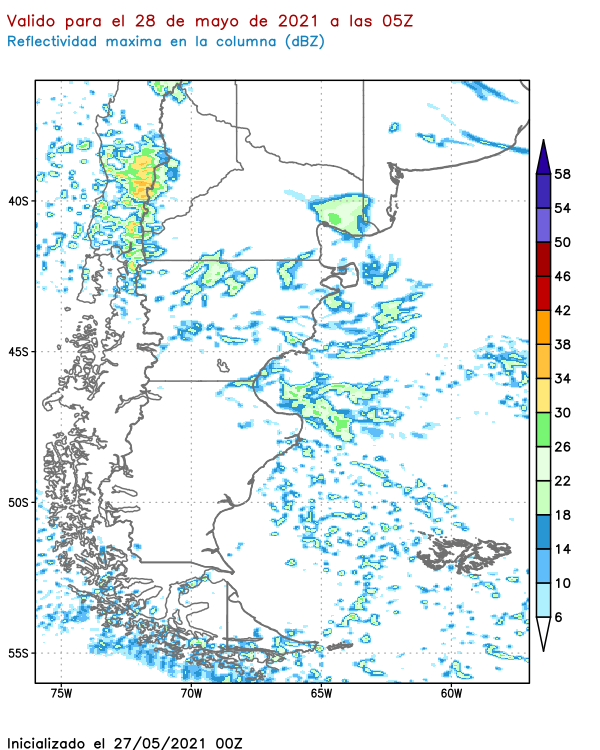 Valido para el 28 de mayo de 2021 a las 05Z
Reflectividad maxima en la columna (dBZ)
58
54
50
46
42
38
34
30
26
22
18
14
10
6
40S
45S
50S
55S
75W 70W 65W 60W
Inicializado el 27/05/2021 00Z